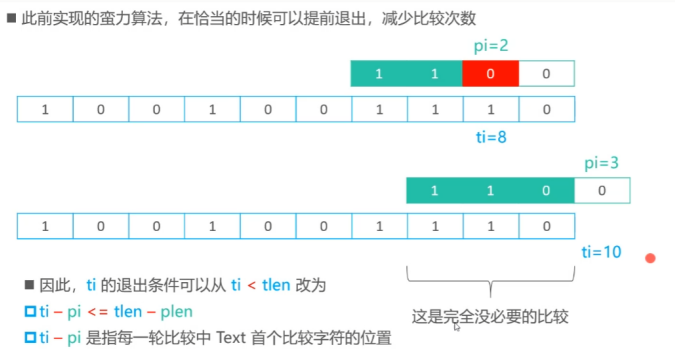 ■ 此前实现的蛮力算法，在恰当的时候可以提前退出，减少比较次数
pi=2
1 1 0 0
1 0 0 1 0 0 1 1 1 0
ti=8
pi=3
1 1 0 0
1 0 0 1 0 0 1 1 1 0
ti=10
■ 因此，ti 的退出条件可以从 ti < tlen 改为
ti – pi <= tlen – plen
ti – pi 是指每一轮比较中 Text 首个比较字符的位置
这是完全没必要的比较